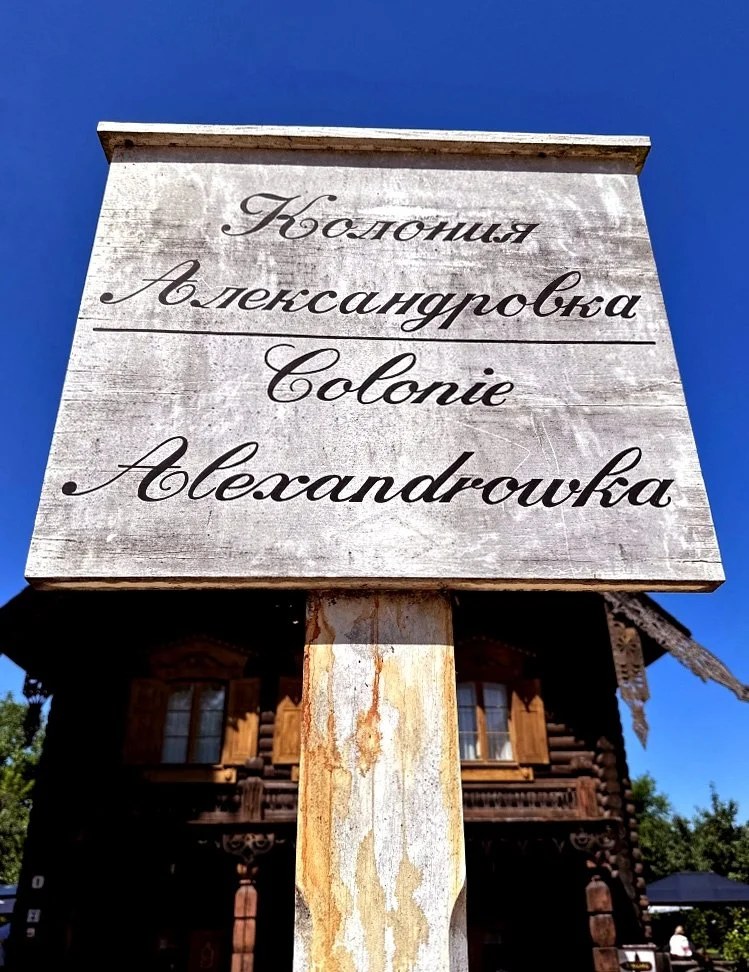 Колония
Александровка
Colonie
Alexandrowka